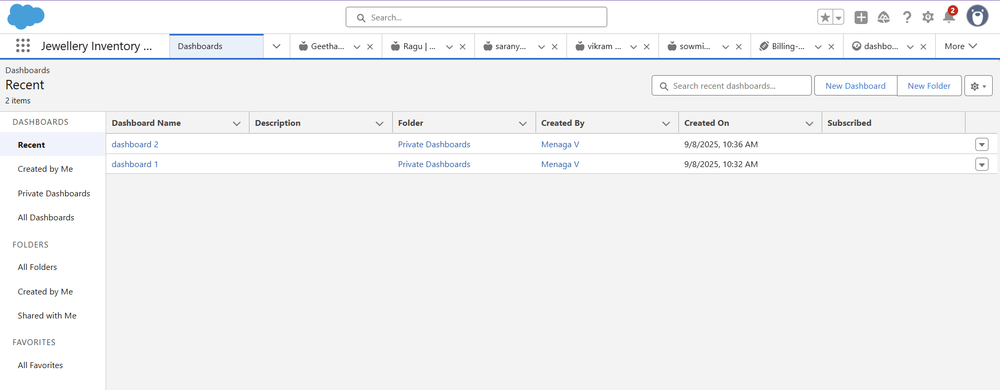 Search...
2
Jewellery Inventory ...
Dashboards
Geetha...
Ragu | ...
sarany...
vikram ...
sowmi...
Billing-...
dashbo...
More
Dashboards
Recent
2 items
Search recent dashboards...
New Dashboard
New Folder
DASHBOARDS
Recent
Created by Me
Private Dashboards
All Dashboards
FOLDERS
All Folders
Created by Me
Shared with Me
FAVORITES
All Favorites
Dashboard Name Description Folder Created By Created On Subscribed
dashboard 2 Private Dashboards Menaga V 9/8/2025, 10:36 AM
dashboard 1 Private Dashboards Menaga V 9/8/2025, 10:32 AM